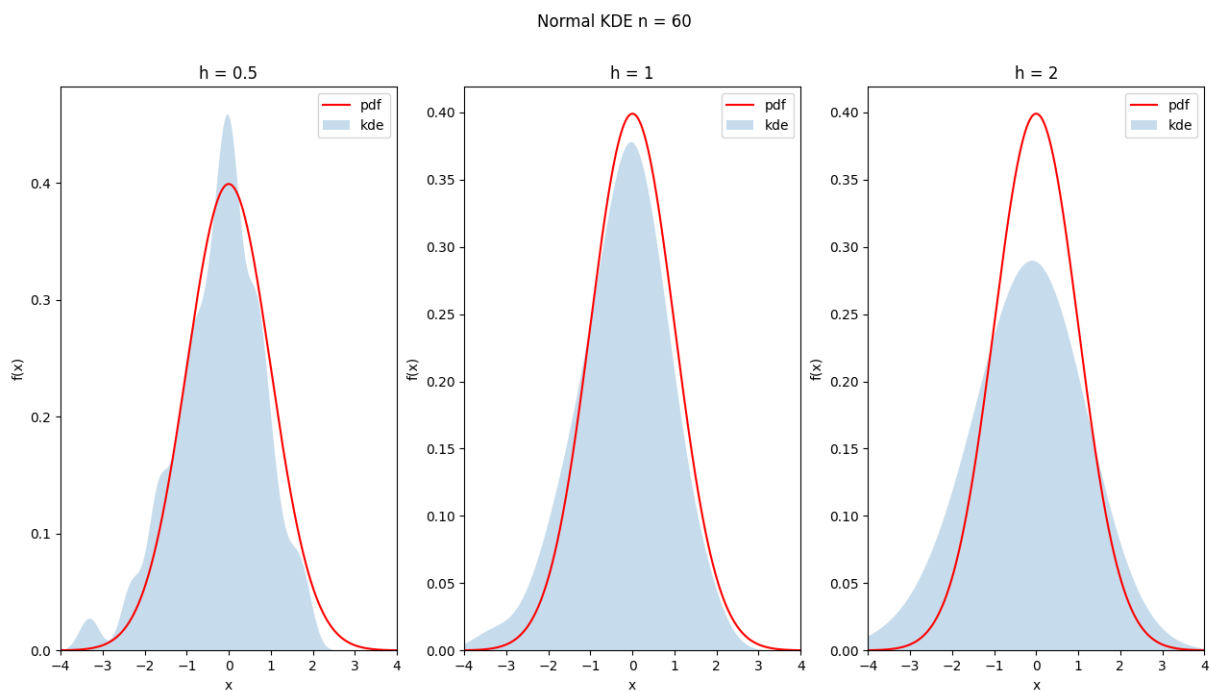 Normal KDE n = 60
h = 0.5
pdf
kde
f(x)
0.4
0.3
0.2
0.1
0.0
−4 −3 −2 −1 0 1 2 3 4
x
h = 1
pdf
kde
f(x)
0.40
0.35
0.30
0.25
0.20
0.15
0.10
0.05
0.00
−4 −3 −2 −1 0 1 2 3 4
x
h = 2
pdf
kde
f(x)
0.40
0.35
0.30
0.25
0.20
0.15
0.10
0.05
0.00
−4 −3 −2 −1 0 1 2 3 4
x